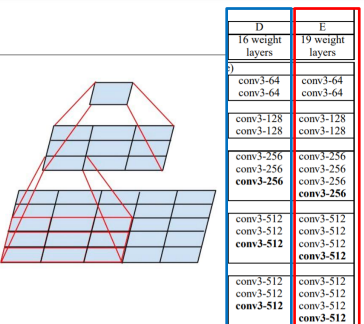 D E
16 weight 19 weight
layers layers
e)
conv3-64 conv3-64
conv3-64 conv3-64
conv3-128 conv3-128
conv3-128 conv3-128
conv3-256 conv3-256
conv3-256 conv3-256
conv3-256 conv3-256
conv3-256
conv3-512 conv3-512
conv3-512 conv3-512
conv3-512 conv3-512
conv3-512
conv3-512 conv3-512
conv3-512 conv3-512
conv3-512 conv3-512
conv3-512